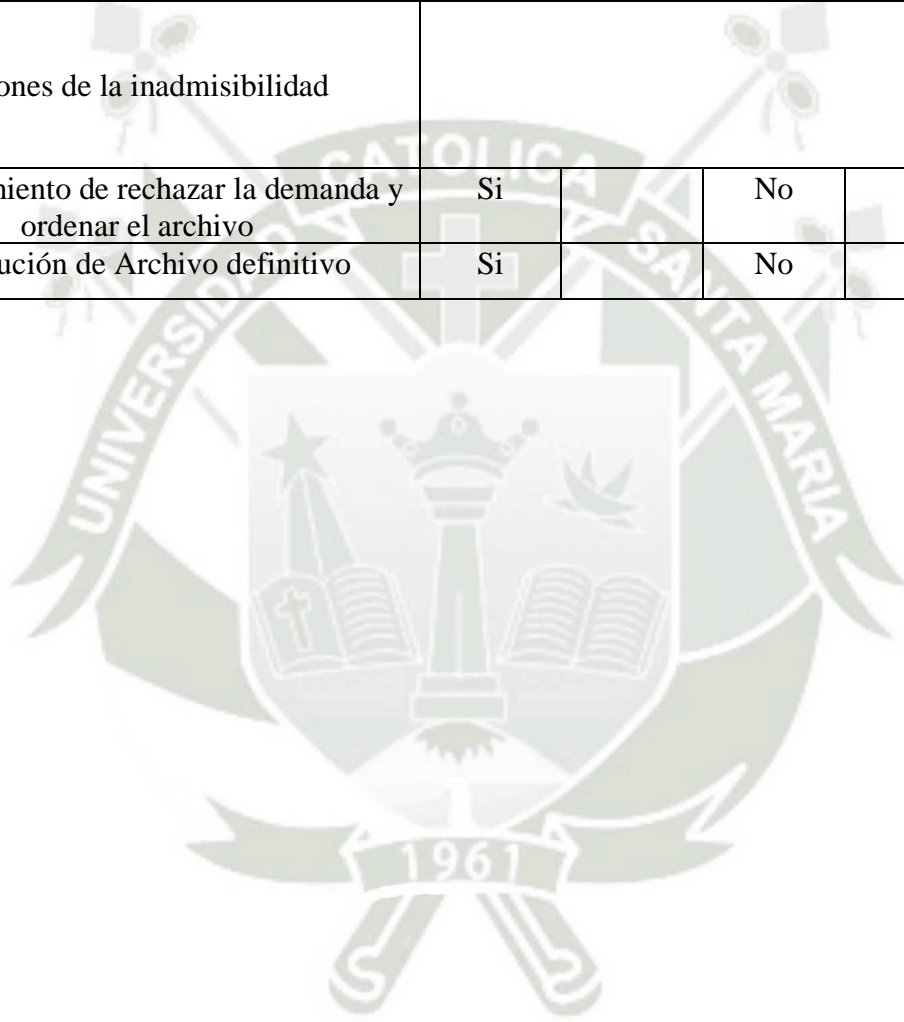 ones de la inadmisibilidad
niento de rechazar la demanda y Si No
ordenar el archivo
ución de Archivo definitivo Si No
UNIVERSIDAD CATOLICA SANTA MARIA
1961